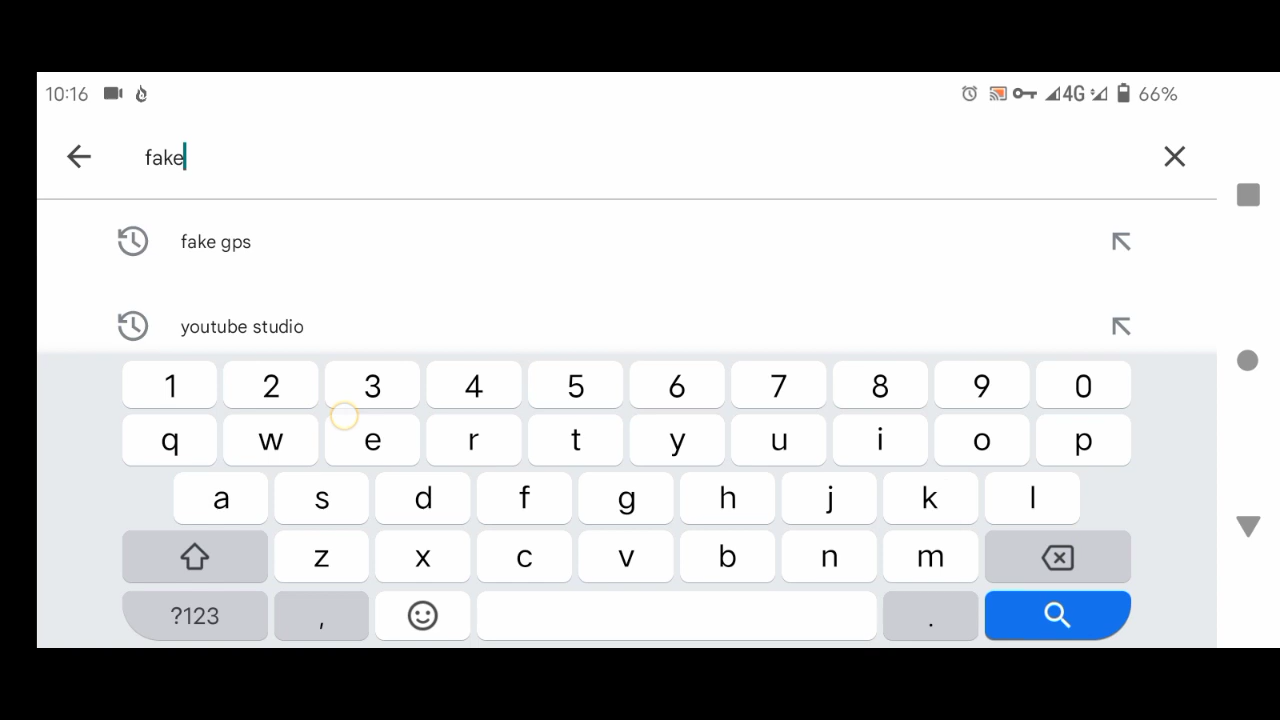 10:16 4G 66%
fake
fake gps
youtube studio
1 2 3 4 5 6 7 8 9 0
q w e r t y u i o p
a s d f g h j k l
z x c v b n m
?123 , .